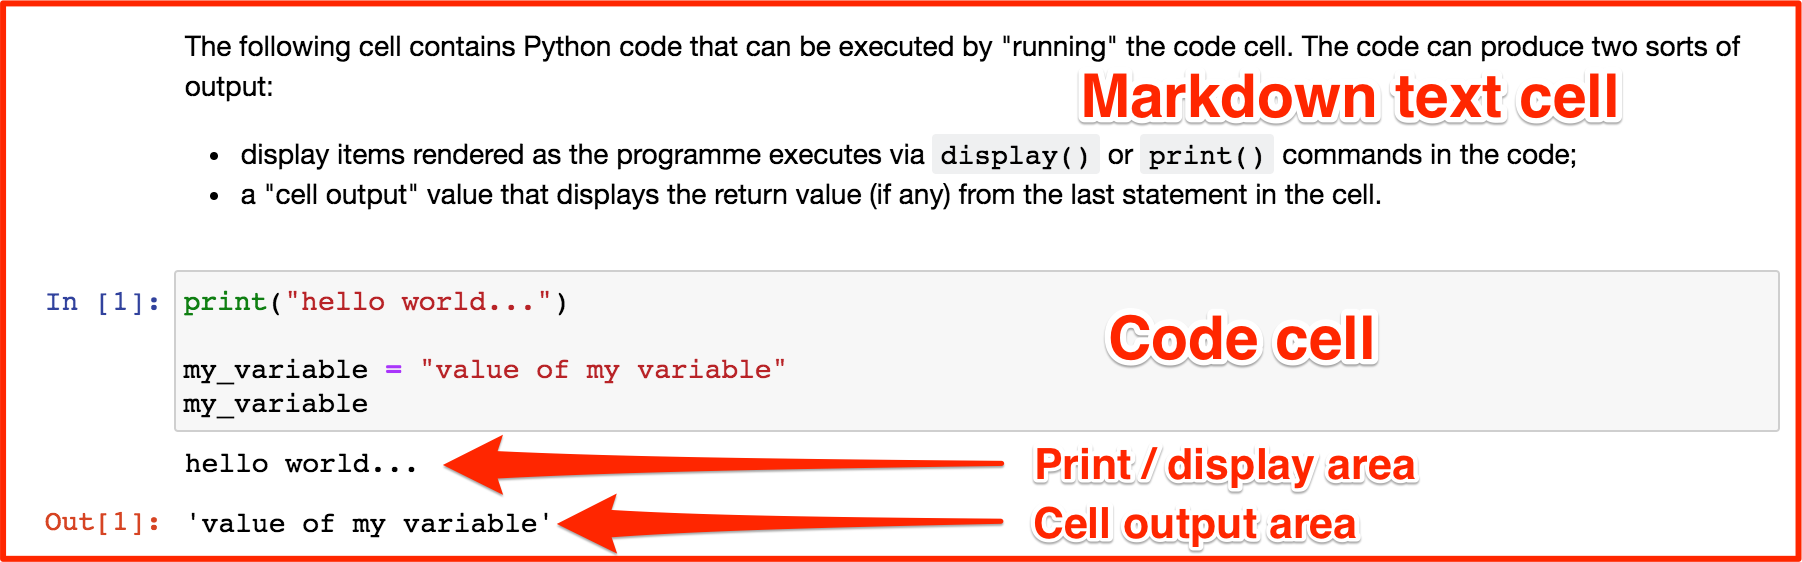 The following cell contains Python code that can be executed by "running" the code cell. The code can produce two sorts of
output:
Markdown text cell
• display items rendered as the programme executes via display() or print() commands in the code;
• a "cell output" value that displays the return value (if any) from the last statement in the cell.
In [1]: print("hello world...")
Code cell
my_variable = "value of my variable"
my_variable
hello world... Print / display area
Out[1]: 'value of my variable' Cell output area